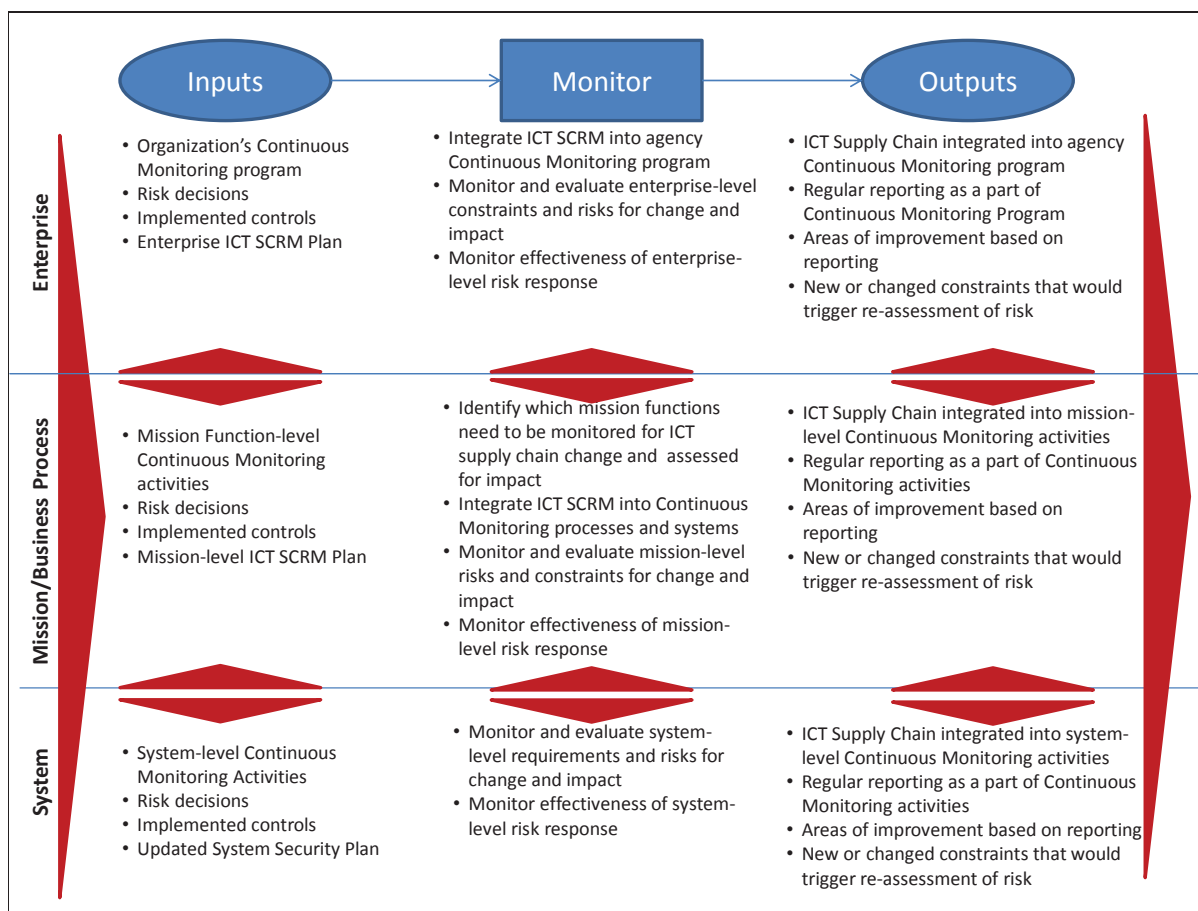 Inputs
Monitor
Outputs
Enterprise
• Organization's Continuous
Monitoring program
• Risk decisions
• Implemented controls
• Enterprise ICT SCRM Plan
• Integrate ICT SCRM into agency
Continuous Monitoring program
• Monitor and evaluate enterprise-level
constraints and risks for change and
impact
• Monitor effectiveness of enterprise-
level risk response
• ICT Supply Chain integrated into agency
Continuous Monitoring program
• Regular reporting as a part of
Continuous Monitoring Program
• Areas of improvement based on
reporting
• New or changed constraints that would
trigger re-assessment of risk
Mission/Business Process
• Mission Function-level
Continuous Monitoring
activities
• Risk decisions
• Implemented controls
• Mission-level ICT SCRM Plan
• Identify which mission functions
need to be monitored for ICT
supply chain change and assessed
for impact
• Integrate ICT SCRM into Continuous
Monitoring processes and systems
• Monitor and evaluate mission-level
risks and constraints for change and
impact
• Monitor effectiveness of mission-
level risk response
• ICT Supply Chain integrated into mission-
level Continuous Monitoring activities
• Regular reporting as a part of Continuous
Monitoring activities
• Areas of improvement based on
reporting
• New or changed constraints that would
trigger re-assessment of risk
System
• System-level Continuous
Monitoring Activities
• Risk decisions
• Implemented controls
• Updated System Security Plan
• Monitor and evaluate system-
level requirements and risks for
change and impact
• Monitor effectiveness of system-
level risk response
• ICT Supply Chain integrated into system-
level Continuous Monitoring activities
• Regular reporting as a part of Continuous
Monitoring activities
• Areas of improvement based on reporting
• New or changed constraints that would
trigger re-assessment of risk